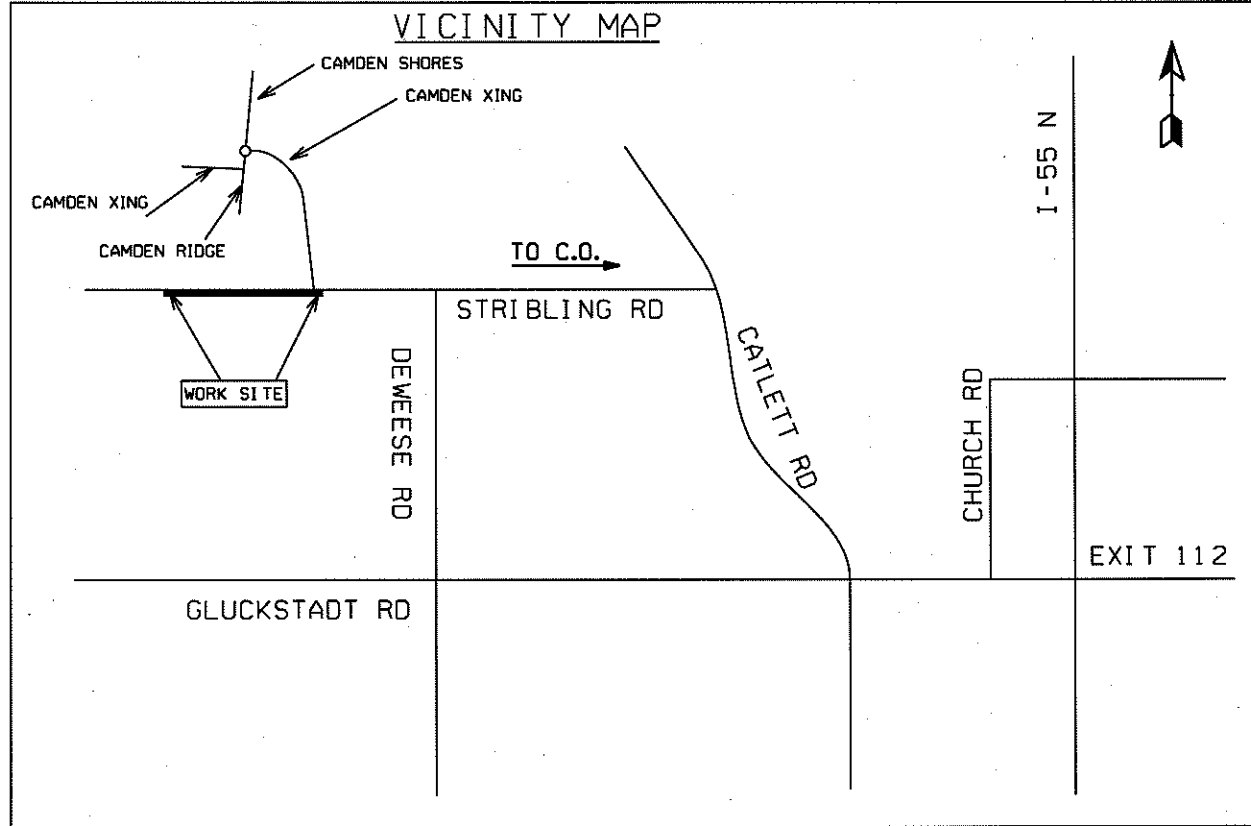 VICINITY MAP
CAMDEN SHORES
CAMDEN XING
I-55 N
CAMDEN XING
CAMDEN RIDGE
TO C.O.
STRIBLING RD
DEWEESE RD
CATLETT RD
CHURCH RD
WORK SITE
EXIT 112
GLUCKSTADT RD